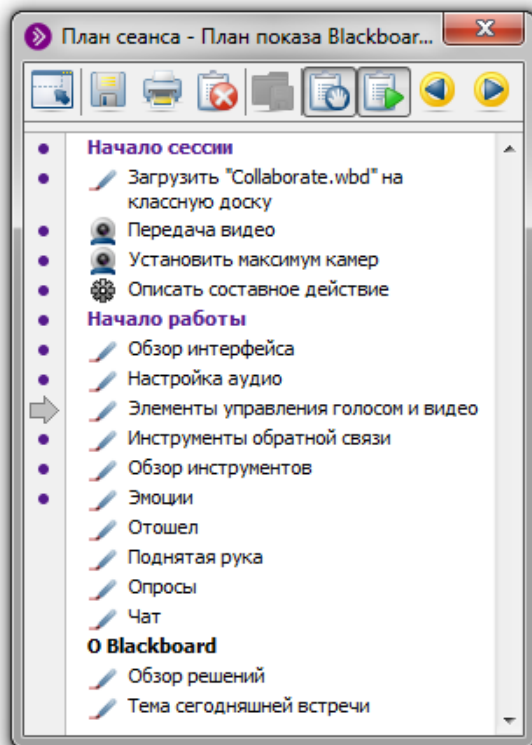 План сеанса - План показа Blackboar...
Начало сессии
Загрузить "Collaborate.wbd" на
классную доску
Передача видео
Установить максимум камер
Описать составное действие
Начало работы
Обзор интерфейса
Настройка аудио
Элементы управления голосом и видео
Инструменты обратной связи
Обзор инструментов
Эмоции
Отошел
Поднятая рука
Опросы
Чат
О Blackboard
Обзор решений
Тема сегодняшней встречи